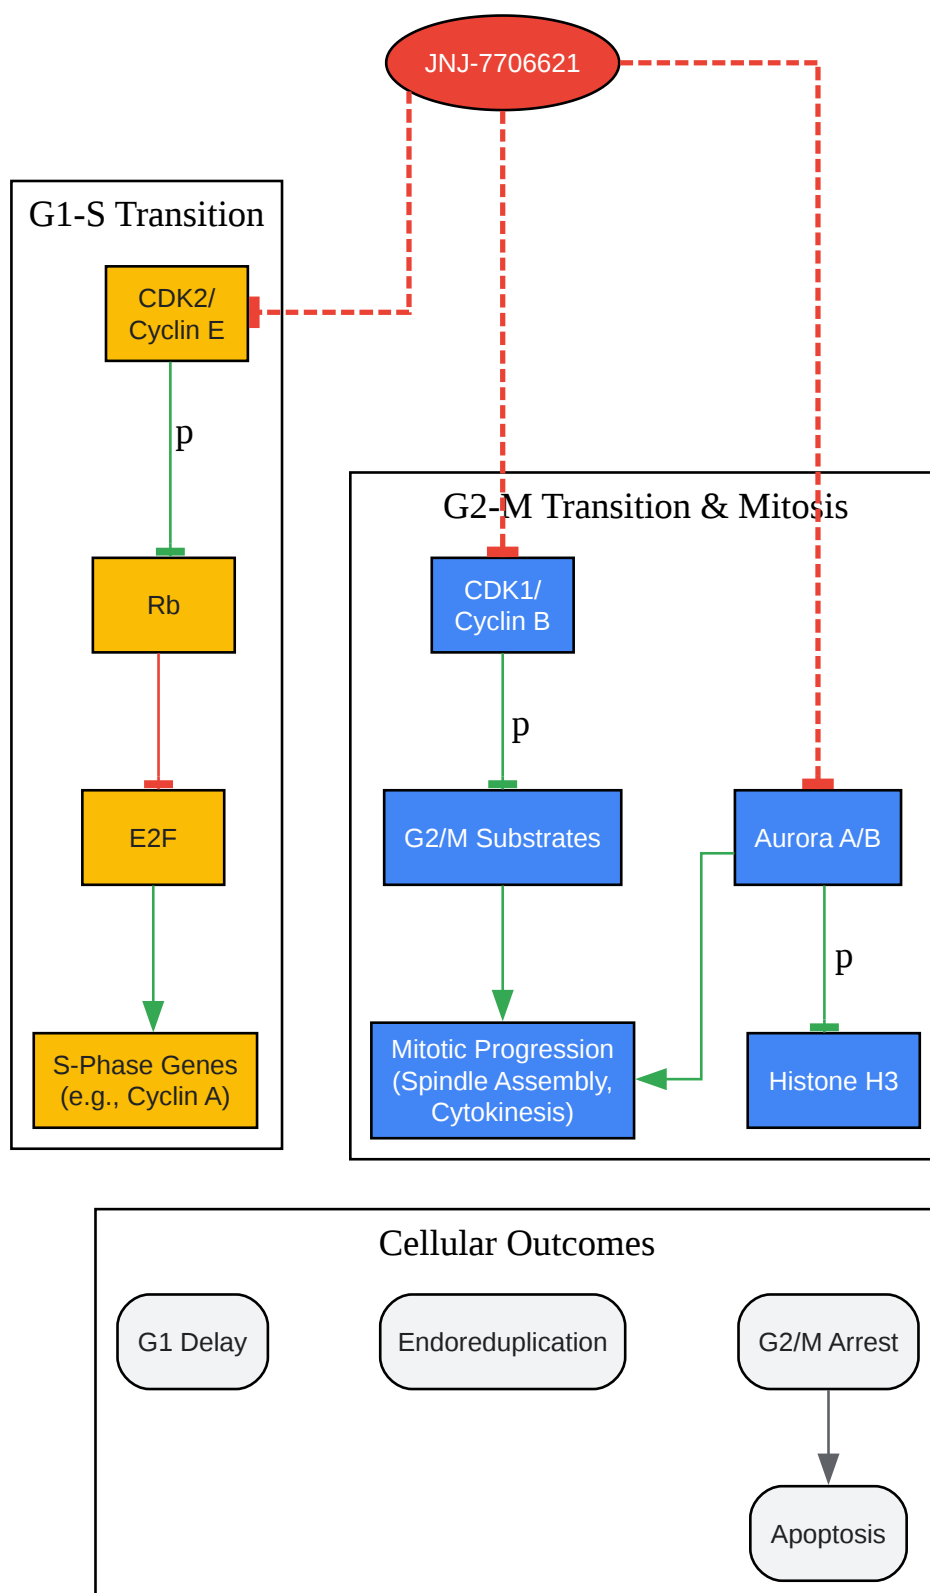 JNJ-7706621
G1-S Transition
CDK2/
Cyclin E
p
Rb
E2F
S-Phase Genes
(e.g., Cyclin A)
G2-M Transition & Mitosis
CDK1/
Cyclin B
p
G2/M Substrates
Aurora A/B
p
Mitotic Progression
(Spindle Assembly,
Cytokinesis)
Histone H3
Cellular Outcomes
G1 Delay
Endoreduplication
G2/M Arrest
Apoptosis